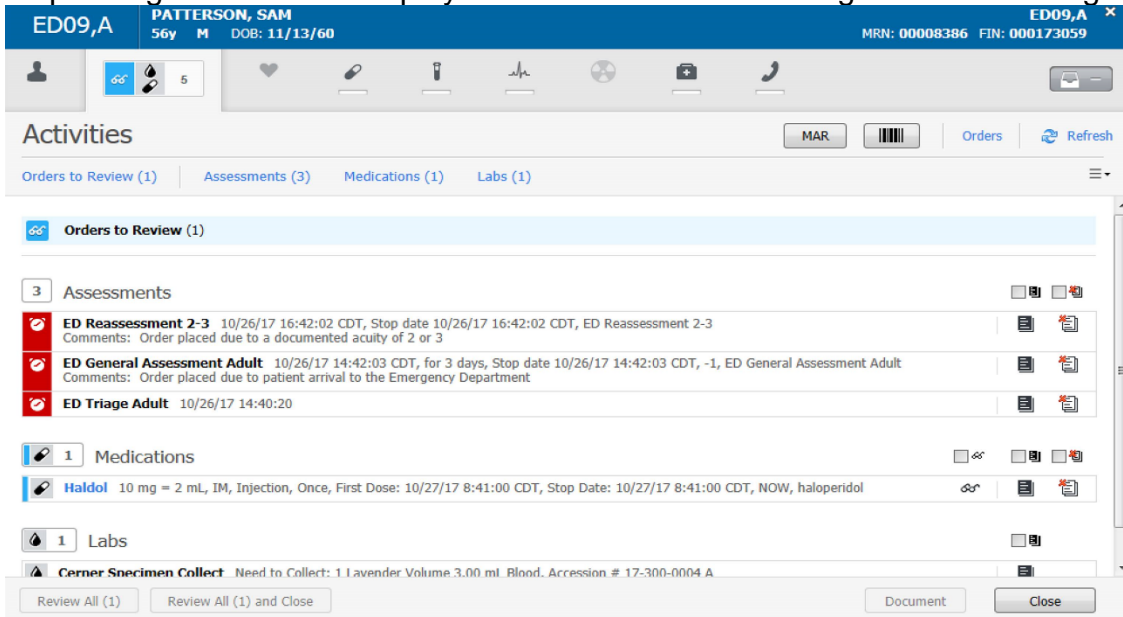 ED09,A
PATTERSON, SAM
56y M DOB: 11/13/60
ED09,A
MRN: 00008386 FIN: 000173059
5
Activities
MAR
Orders
Refresh
Orders to Review (1)
Assessments (3)
Medications (1)
Labs (1)
Orders to Review (1)
3 Assessments
ED Reassessment 2-3 10/26/17 16:42:02 CDT, Stop date 10/26/17 16:42:02 CDT, ED Reassessment 2-3
Comments: Order placed due to a documented acuity of 2 or 3
ED General Assessment Adult 10/26/17 14:42:03 CDT, for 3 days, Stop date 10/26/17 14:42:03 CDT, -1, ED General Assessment Adult
Comments: Order placed due to patient arrival to the Emergency Department
ED Triage Adult 10/26/17 14:40:20
1 Medications
Haldol 10 mg = 2 mL, IM, Injection, Once, First Dose: 10/27/17 8:41:00 CDT, Stop Date: 10/27/17 8:41:00 CDT, NOW, haloperidol
1 Labs
Cerner Specimen Collect Need to Collect: 1 Lavender Volume 3.00 mL Blood, Accession # 17-300-0004 A
Review All (1)
Review All (1) and Close
Document
Close